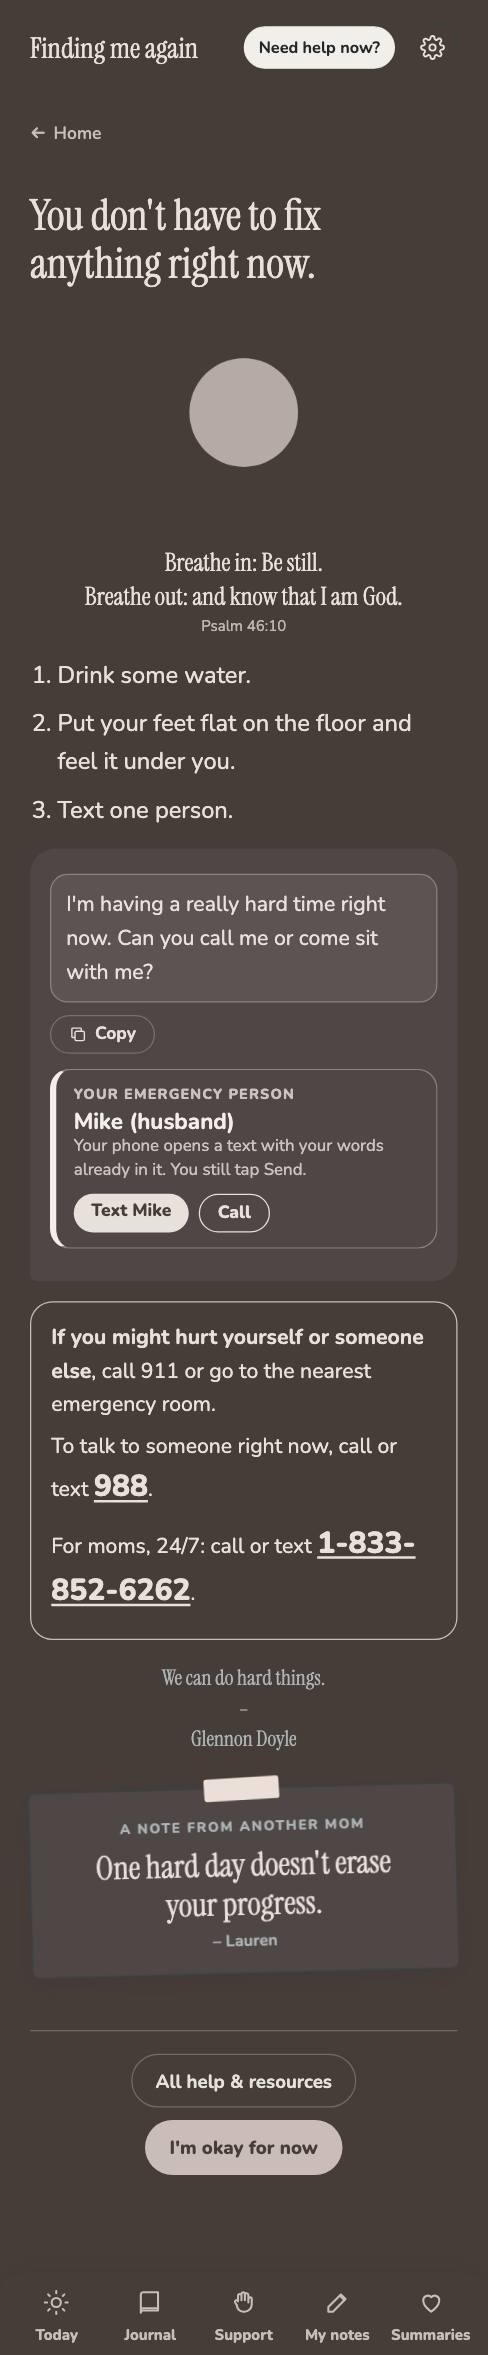 Finding me again
Need help now?
← Home
You don't have to fix
anything right now.
Breathe in: Be still.
Breathe out: and know that I am God.
Psalm 46:10
1. Drink some water.
2. Put your feet flat on the floor and
feel it under you.
3. Text one person.
I'm having a really hard time right
now. Can you call me or come sit
with me?
Copy
YOUR EMERGENCY PERSON
Mike (husband)
Your phone opens a text with your words
already in it. You still tap Send.
Text Mike
Call
If you might hurt yourself or someone
else, call 911 or go to the nearest
emergency room.
To talk to someone right now, call or
text 988.
For moms, 24/7: call or text 1-833-
852-6262.
We can do hard things.
–
Glennon Doyle
A NOTE FROM ANOTHER MOM
One hard day doesn't erase
your progress.
– Lauren
All help & resources
I'm okay for now
Today
Journal
Support
My notes
Summaries